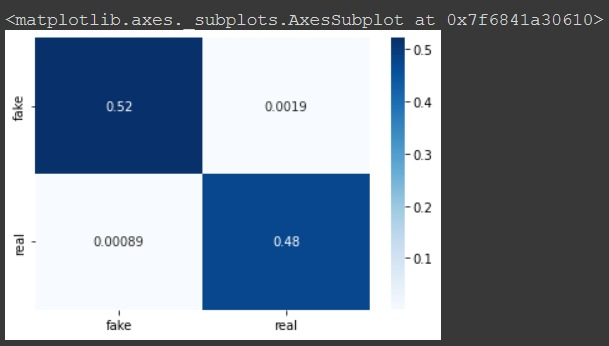 <matplotlib.axes._subplots.AxesSubplot at 0x7f6841a30610>
0.5
fake
0.52
0.0019
0.4
0.3
real
0.00089
0.48
0.2
0.1
fake
real